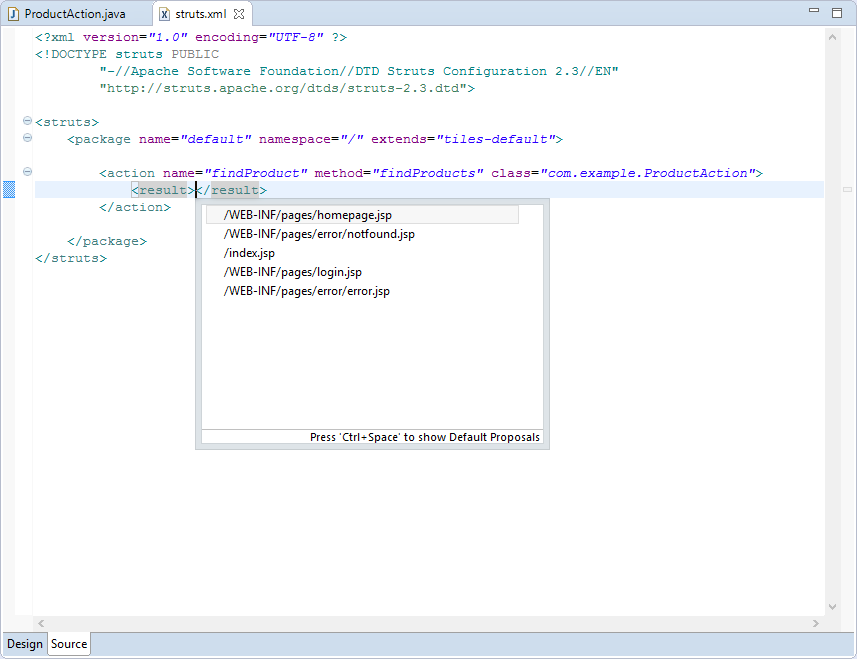 ProductAction.java struts.xml
<?xml version="1.0" encoding="UTF-8" ?>
<!DOCTYPE struts PUBLIC
"-//Apache Software Foundation//DTD Struts Configuration 2.3//EN"
"http://struts.apache.org/dtds/struts-2.3.dtd">
<struts>
<package name="default" namespace="/" extends="tiles-default">
<action name="findProduct" method="findProducts" class="com.example.ProductAction">
<result></result>
</action>
</package>
</struts>
/WEB-INF/pages/homepage.jsp
/WEB-INF/pages/error/notfound.jsp
/index.jsp
/WEB-INF/pages/login.jsp
/WEB-INF/pages/error/error.jsp
Press 'Ctrl+Space' to show Default Proposals
Design Source